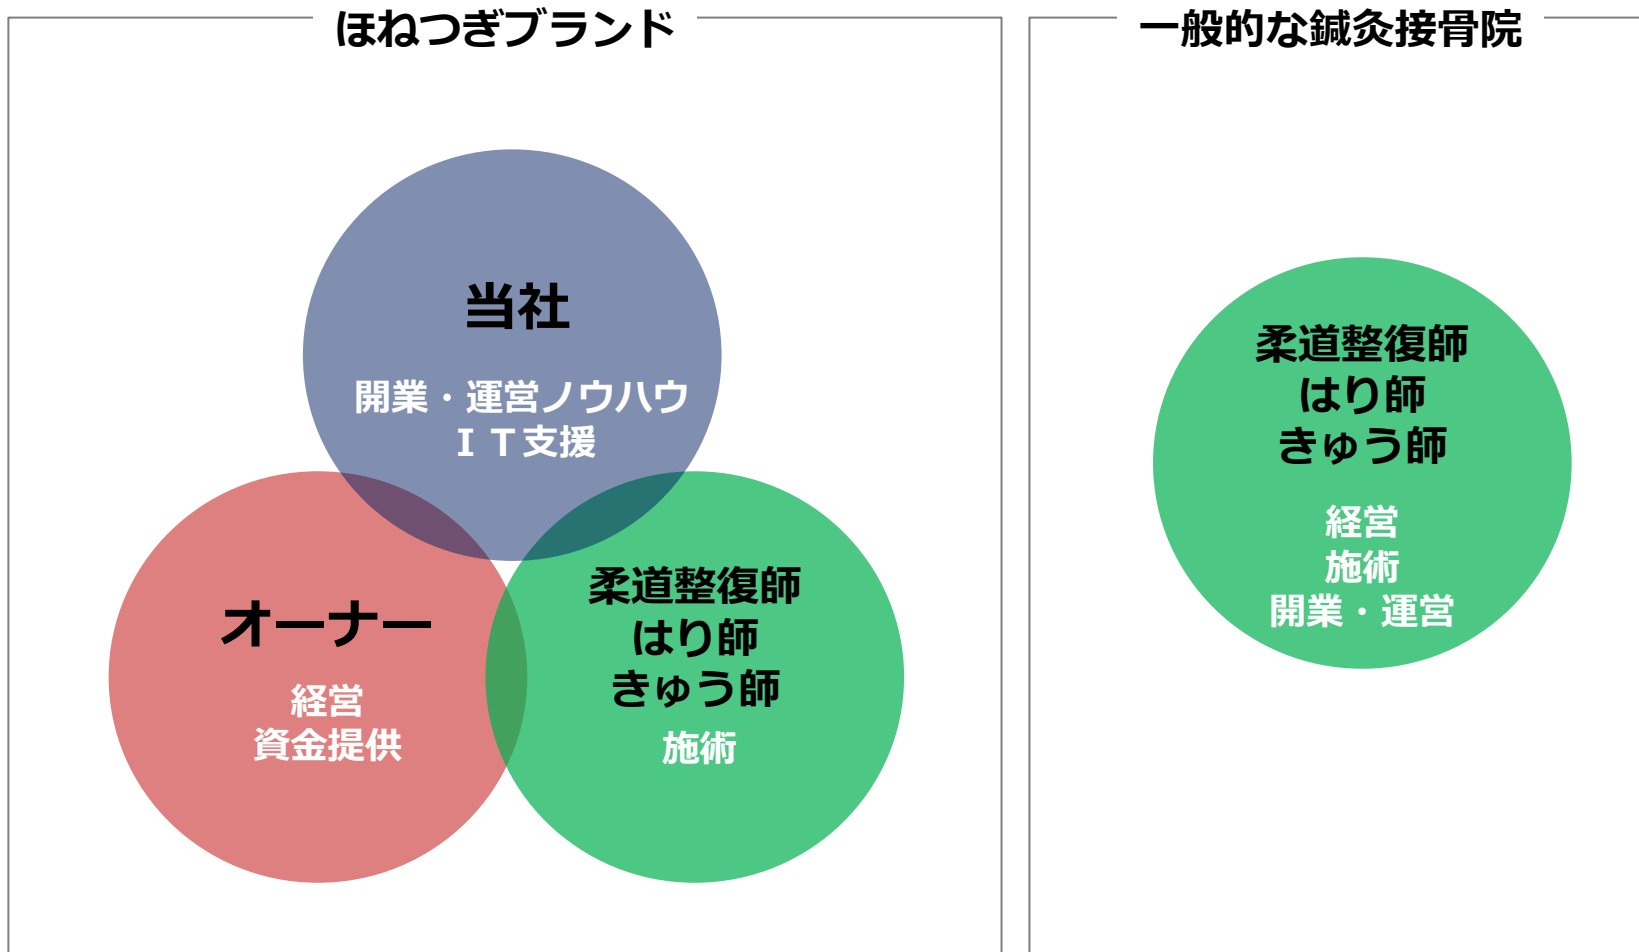 ほねつぎブランド
当社
開業・運営ノウハウ
ＩＴ支援
オーナー
経営
資金提供
柔道整復師
はり師
きゅう師
施術
一般的な鍼灸接骨院
柔道整復師
はり師
きゅう師
経営
施術
開業・運営